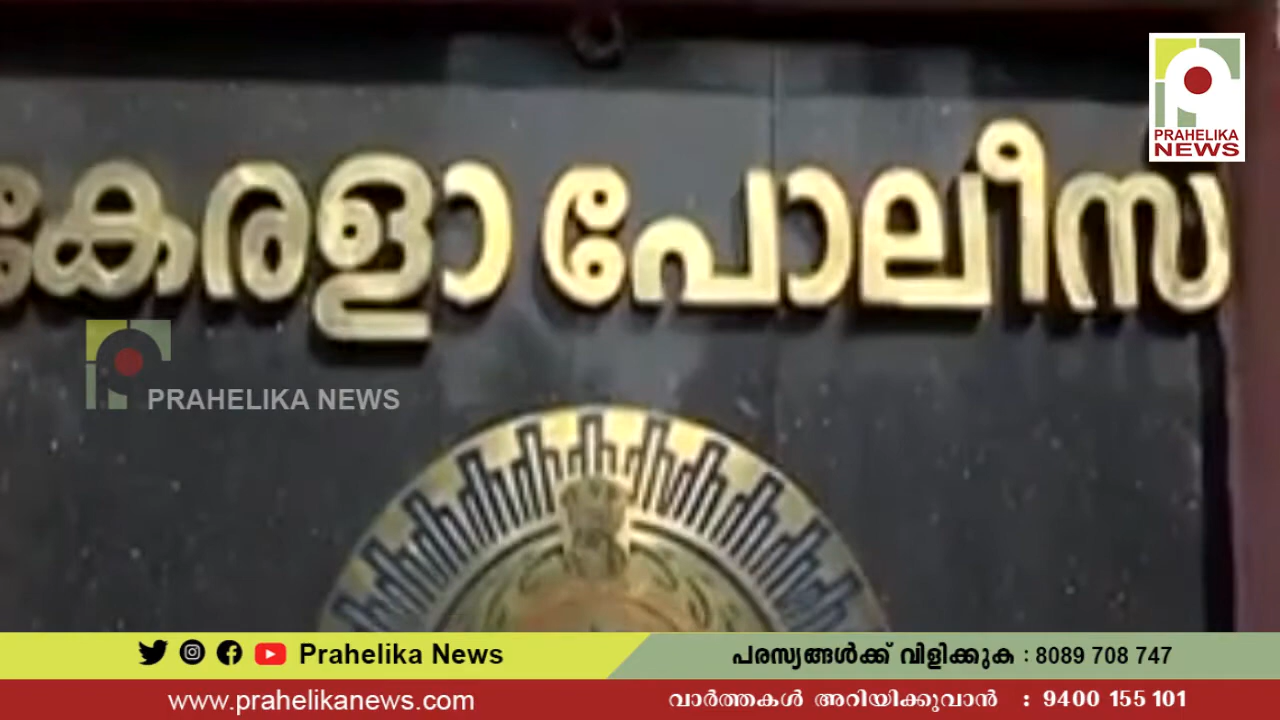 PRAHELIKA
NEWS
കേരളാ പോലീസ
PRAHELIKA NEWS
Prahelika News
പരസ്യങ്ങൾക്ക് വിളിക്കുക : 8089 708 747
www.prahelikanews.com
വാർത്തകൾ അറിയിക്കുവാൻ : 9400 155 101